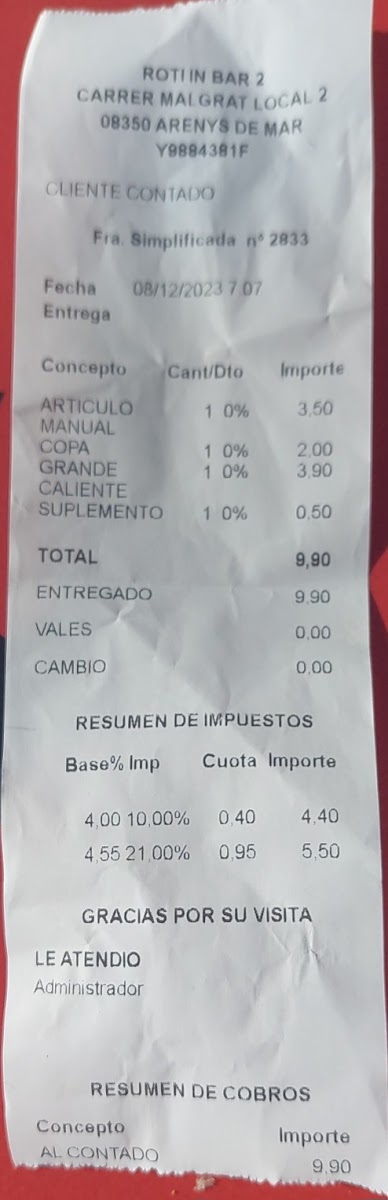 ROTI IN BAR 2
CARRER MALGRAT LOCAL 2
08350 ARENYS DE MAR
Y9884381F
CLIENTE CONTADO
Fra. Simplificada nº 2833
Fecha 08/12/2023 7 07
Entrega
Concepto Cant/Dto Importe
ARTICULO 1 0% 3,50
MANUAL
COPA 1 0% 2,00
GRANDE 1 0% 3,90
CALIENTE
SUPLEMENTO 1 0% 0,50
TOTAL 9,90
ENTREGADO 9,90
VALES 0,00
CAMBIO 0,00
RESUMEN DE IMPUESTOS
Base% Imp Cuota Importe
4,00 10,00% 0,40 4,40
4,55 21,00% 0,95 5,50
GRACIAS POR SU VISITA
LE ATENDIO
Administrador
RESUMEN DE COBROS
Concepto Importe
AL CONTADO 9,90